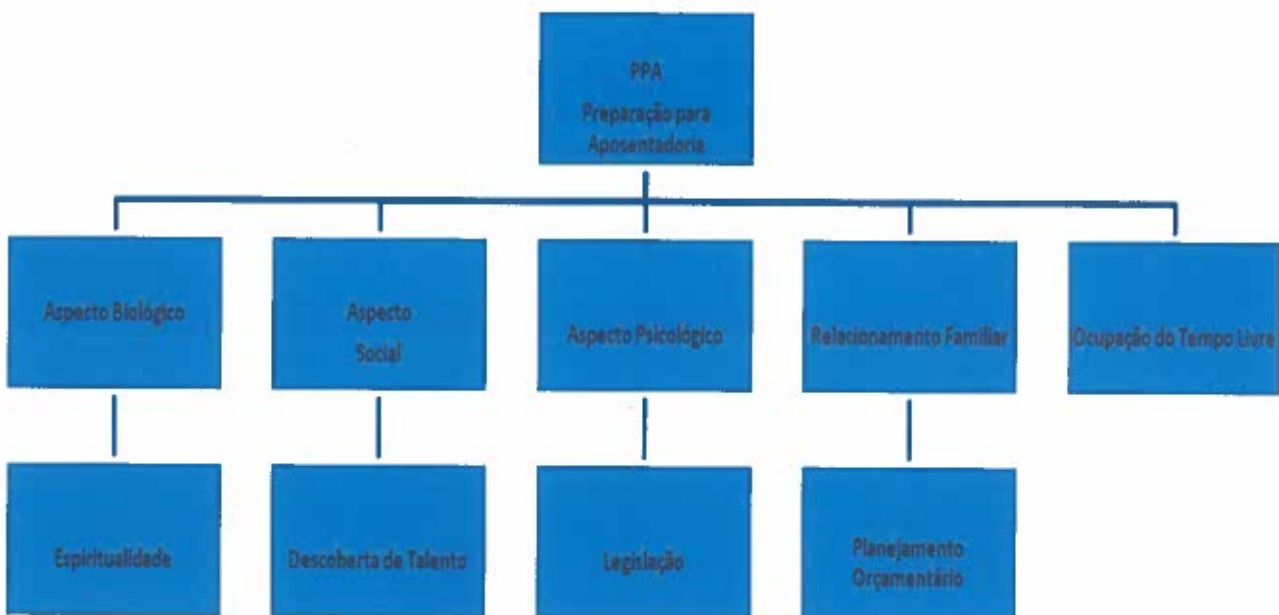 PPA
Preparação para
Aposentadoria
Aspecto Biológico
Aspecto
Social
Aspecto Psicológico
Relacionamento Familiar
Ocupação do Tempo Livre
Espiritualidade
Descoberta de Talento
Legislação
Planejamento
Orçamentário